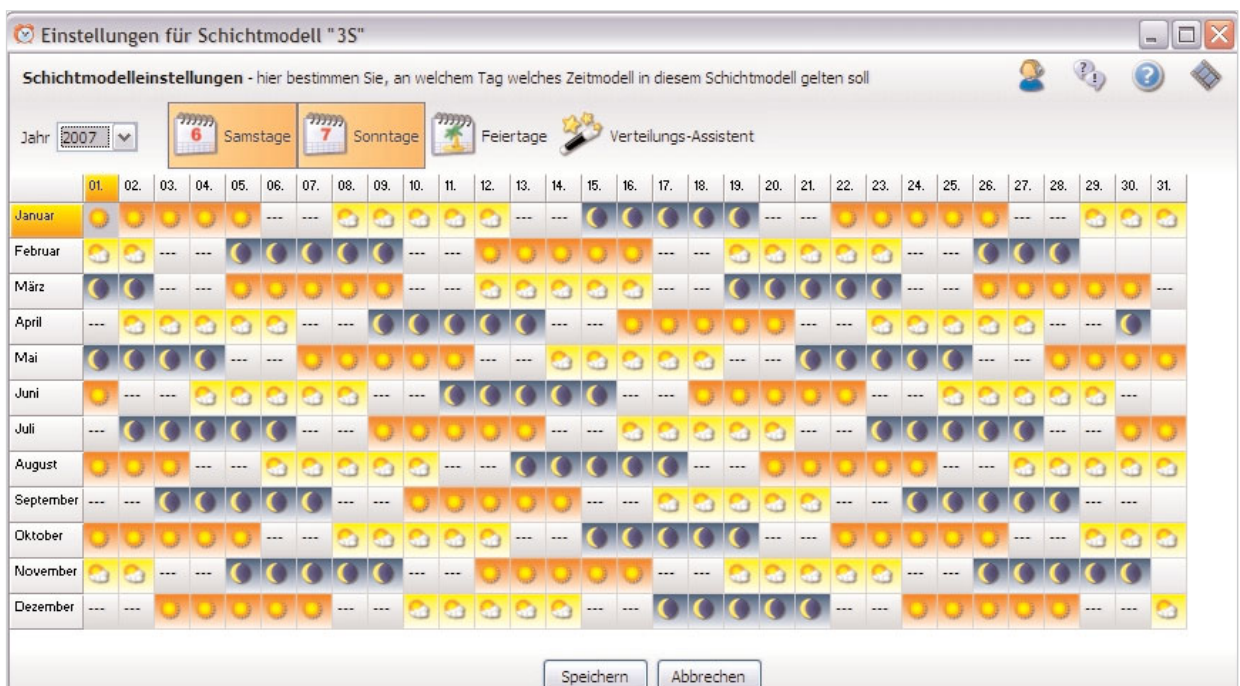 Einstellungen für Schichtmodell "3S"
Schichtmodelleinstellungen - hier bestimmen Sie, an welchem Tag welches Zeitmodell in diesem Schichtmodell gelten soll ? ! ?
Jahr 2007 6 Samstage 7 Sonntage Feiertage Verteilungs-Assistent
01. 02. 03. 04. 05. 06. 07. 08. 09. 10. 11. 12. 13. 14. 15. 16. 17. 18. 19. 20. 21. 22. 23. 24. 25. 26. 27. 28. 29. 30. 31.
Januar --- --- --- --- --- --- --- ---
Februar --- --- --- --- --- --- --- ---
März --- --- --- --- --- --- --- --- ---
April --- --- --- --- --- --- --- --- ---
Mai --- --- --- --- --- --- --- ---
Juni --- --- --- --- --- --- --- --- ---
Juli --- --- --- --- --- --- --- --- ---
August --- --- --- --- --- --- --- ---
September --- --- --- --- --- --- --- --- --- ---
Oktober --- --- --- --- --- --- --- ---
November --- --- --- --- --- --- --- ---
Dezember --- --- --- --- --- --- --- --- --- ---
Speichern Abbrechen